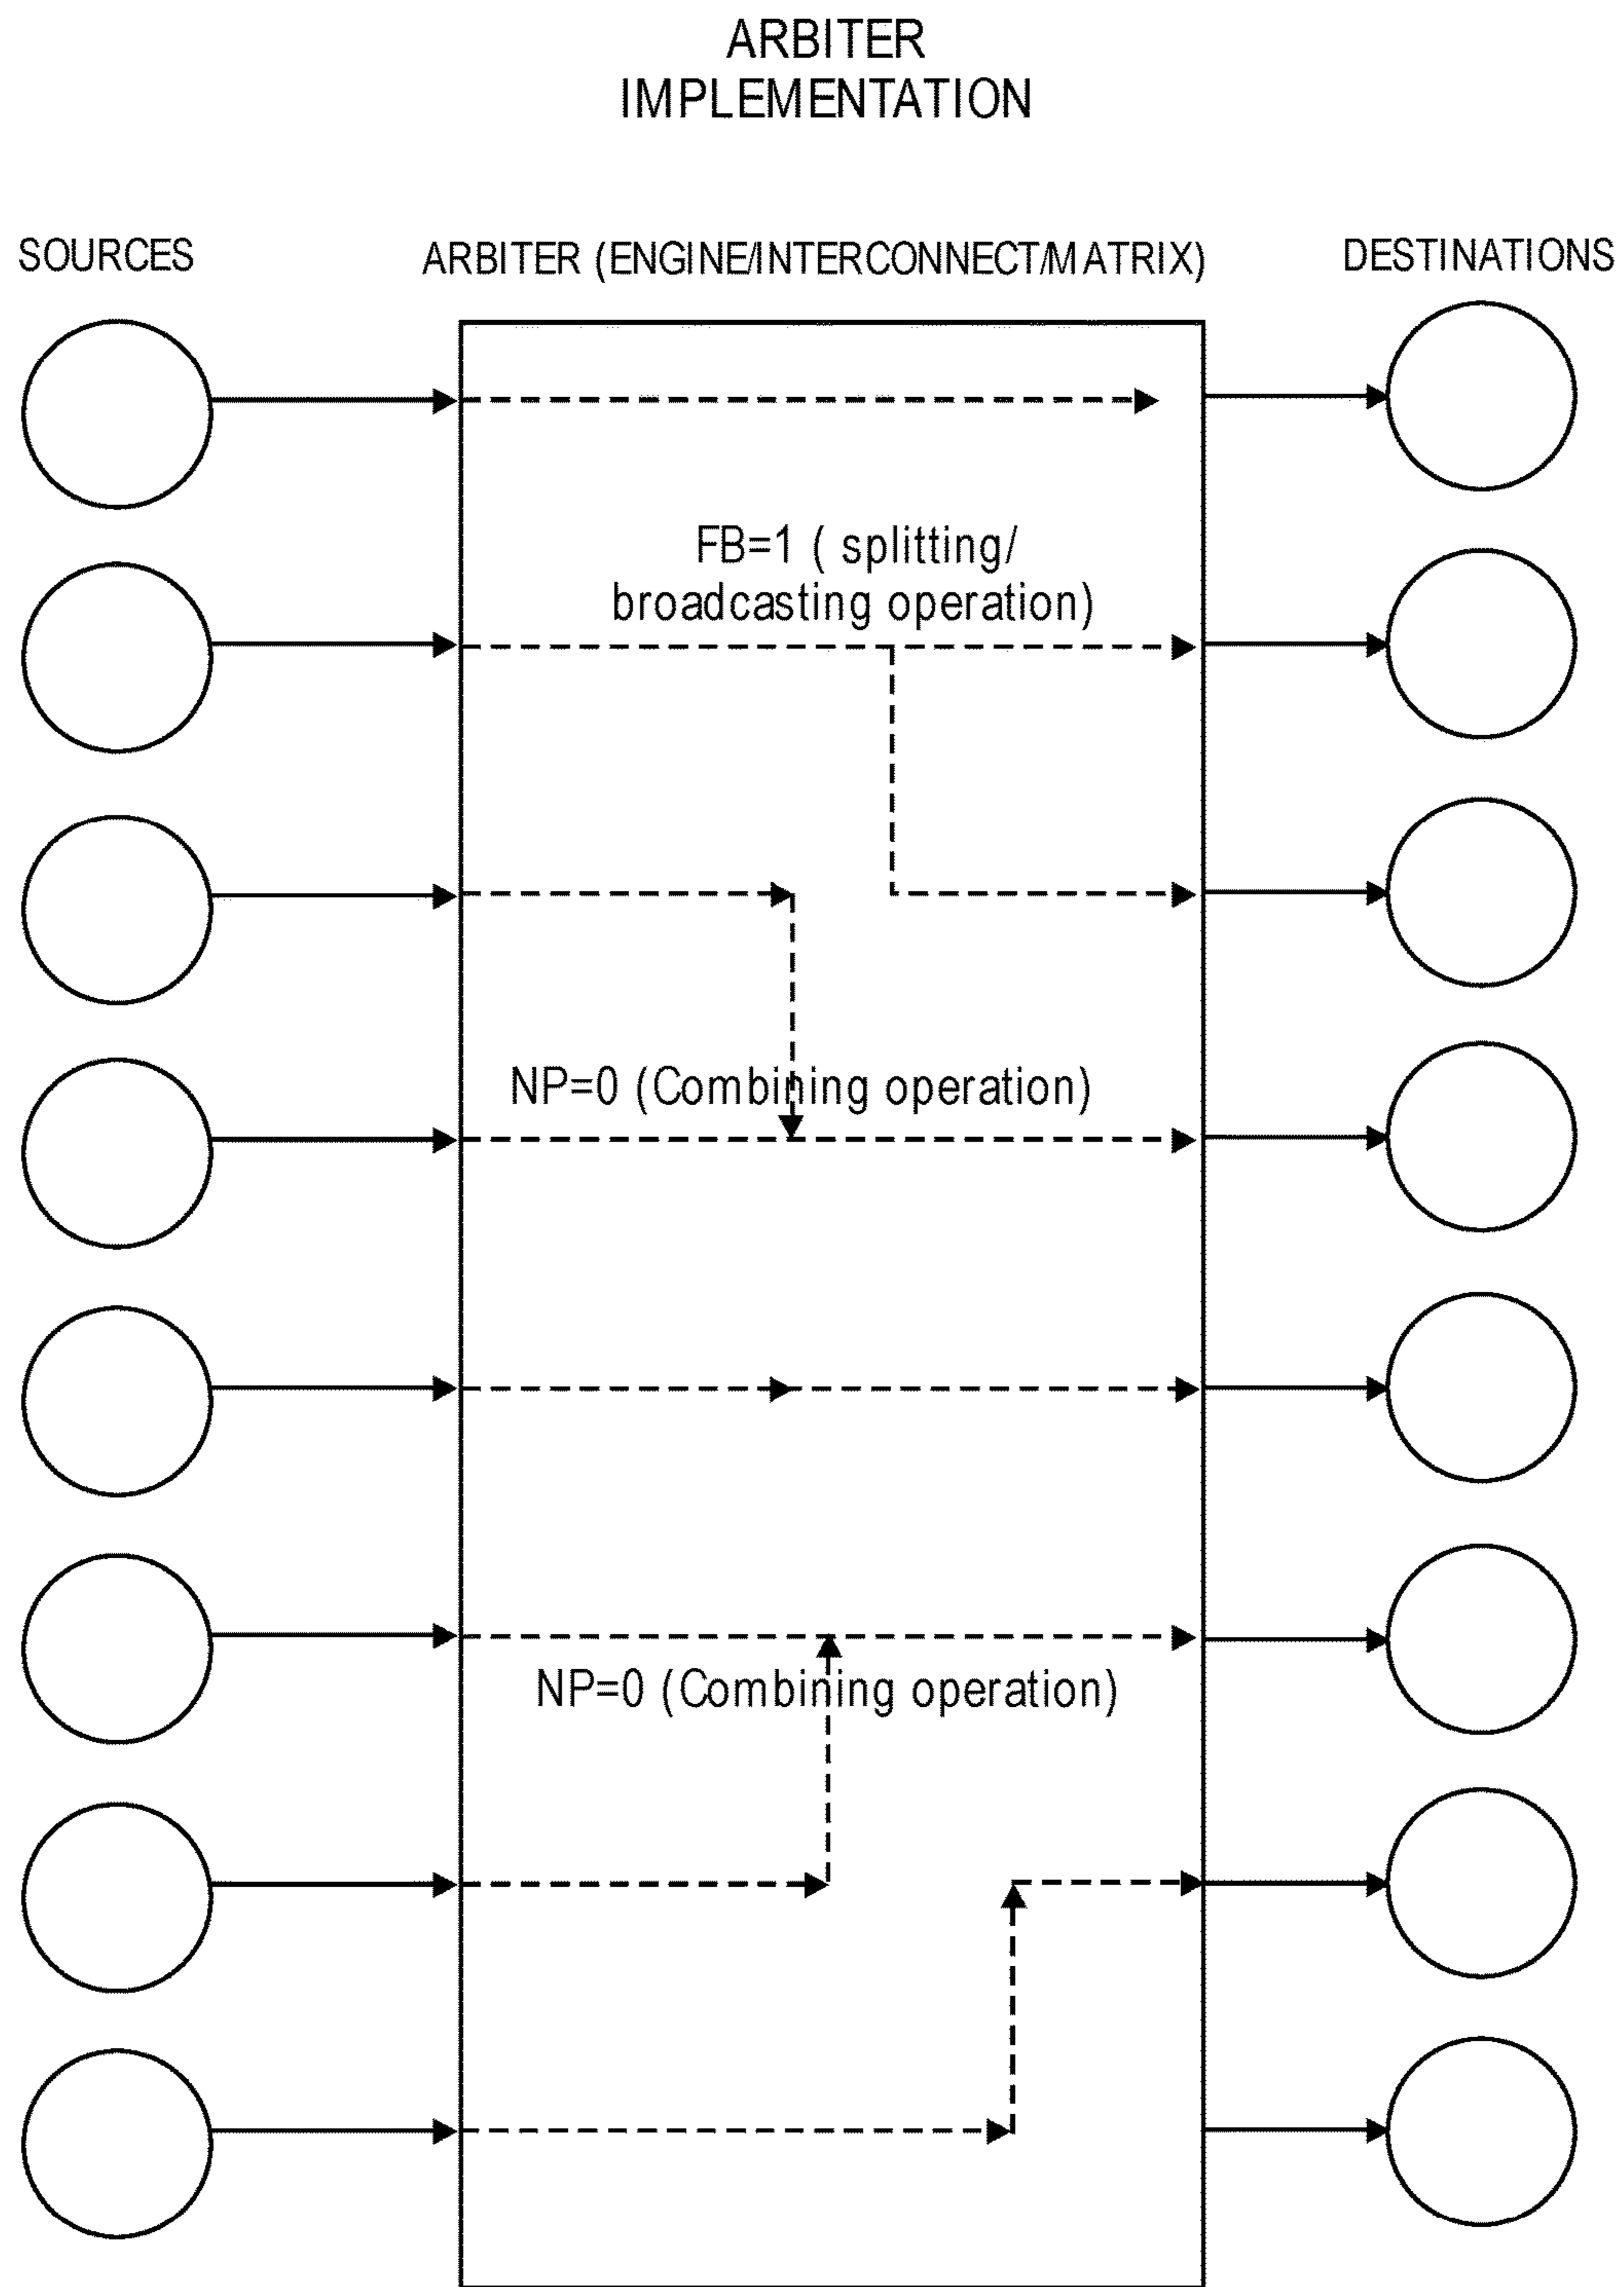 ARBITER
IMPLEMENTATION
SOURCES
ARBITER (ENGINE/INTERCONNECT/MATRIX)
DESTINATIONS
FB=1 ( splitting/
broadcasting operation)
NP=0 (Combining operation)
NP=0 (Combining operation)